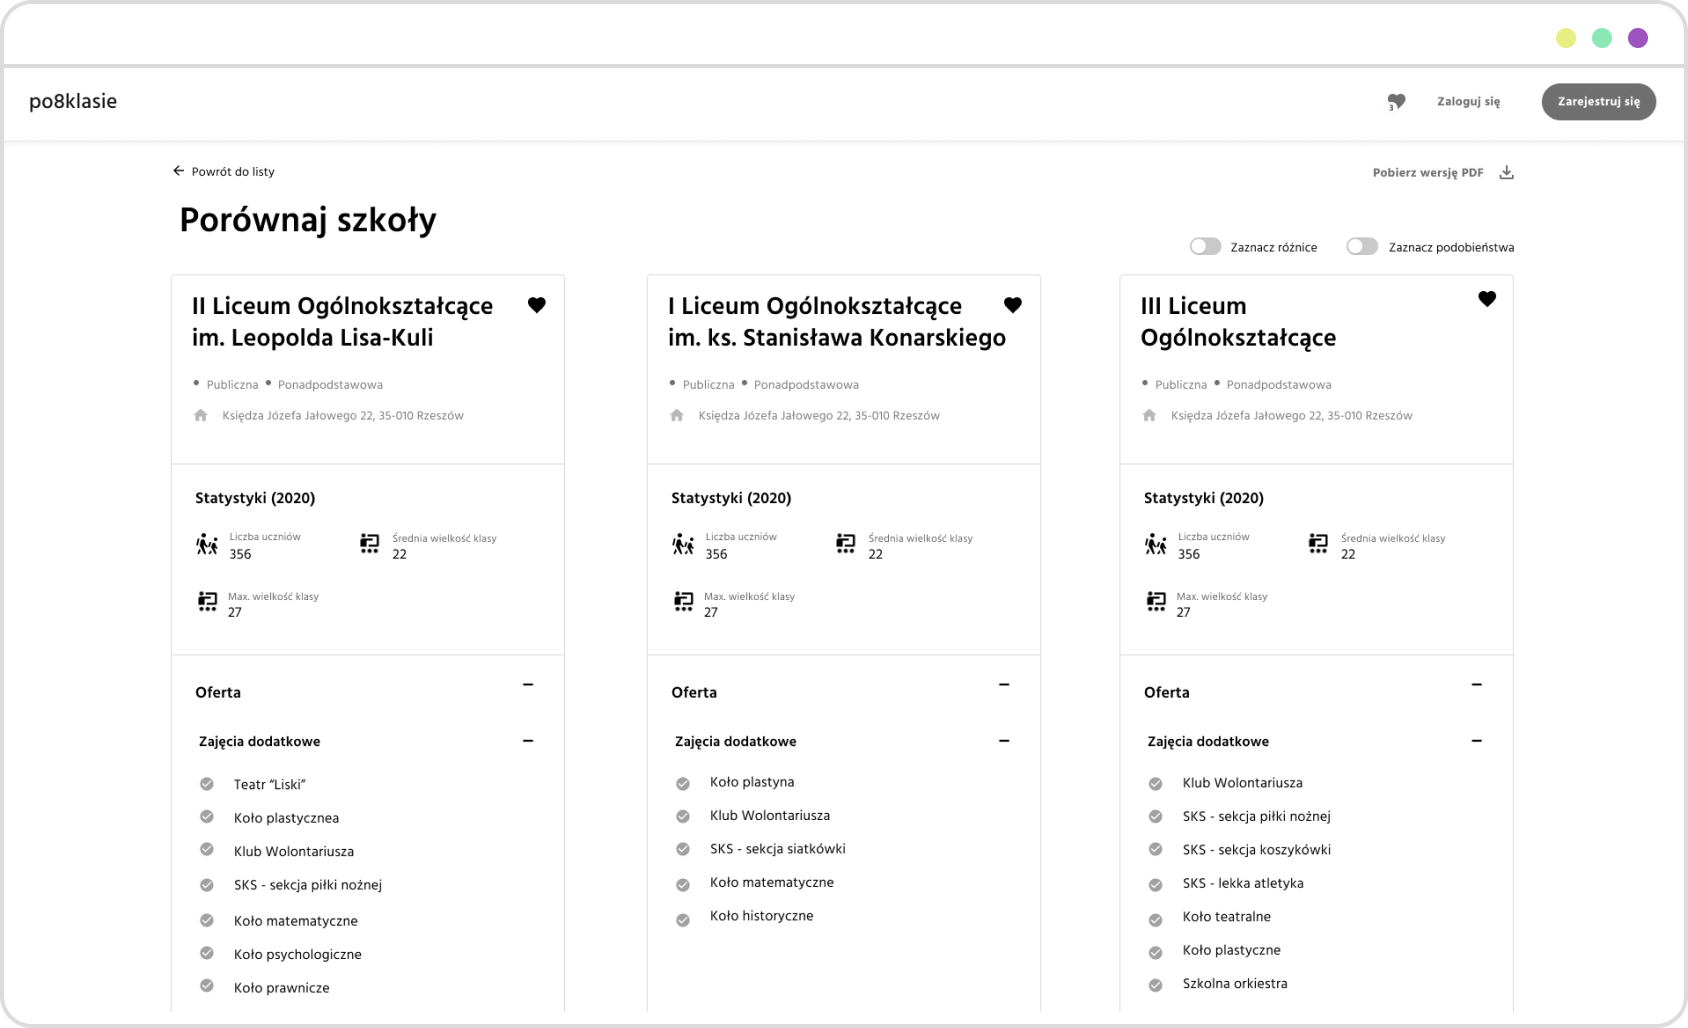 po8klasie
3
Zaloguj się
Zarejestruj się
Powrót do listy
Pobierz wersję PDF
Porównaj szkoły
Zaznacz różnice
Zaznacz podobieństwa
II Liceum Ogólnokształcące
im. Leopolda Lisa-Kuli
Publiczna
Ponadpodstawowa
Księdza Józefa Jałowego 22, 35-010 Rzeszów
Statystyki (2020)
Liczba uczniów
356
Średnia wielkość klasy
22
Max. wielkość klasy
27
Oferta
Zajęcia dodatkowe
Teatr “Liski”
Koło plastycznea
Klub Wolontariusza
SKS - sekcja piłki nożnej
Koło matematyczne
Koło psychologiczne
Koło prawnicze
I Liceum Ogólnokształcące
im. ks. Stanisława Konarskiego
Publiczna
Ponadpodstawowa
Księdza Józefa Jałowego 22, 35-010 Rzeszów
Statystyki (2020)
Liczba uczniów
356
Średnia wielkość klasy
22
Max. wielkość klasy
27
Oferta
Zajęcia dodatkowe
Koło plastyna
Klub Wolontariusza
SKS - sekcja siatkówki
Koło matematyczne
Koło historyczne
III Liceum
Ogólnokształcące
Publiczna
Ponadpodstawowa
Księdza Józefa Jałowego 22, 35-010 Rzeszów
Statystyki (2020)
Liczba uczniów
356
Średnia wielkość klasy
22
Max. wielkość klasy
27
Oferta
Zajęcia dodatkowe
Klub Wolontariusza
SKS - sekcja piłki nożnej
SKS - sekcja koszykówki
SKS - lekka atletyka
Koło teatralne
Koło plastyczne
Szkolna orkiestra